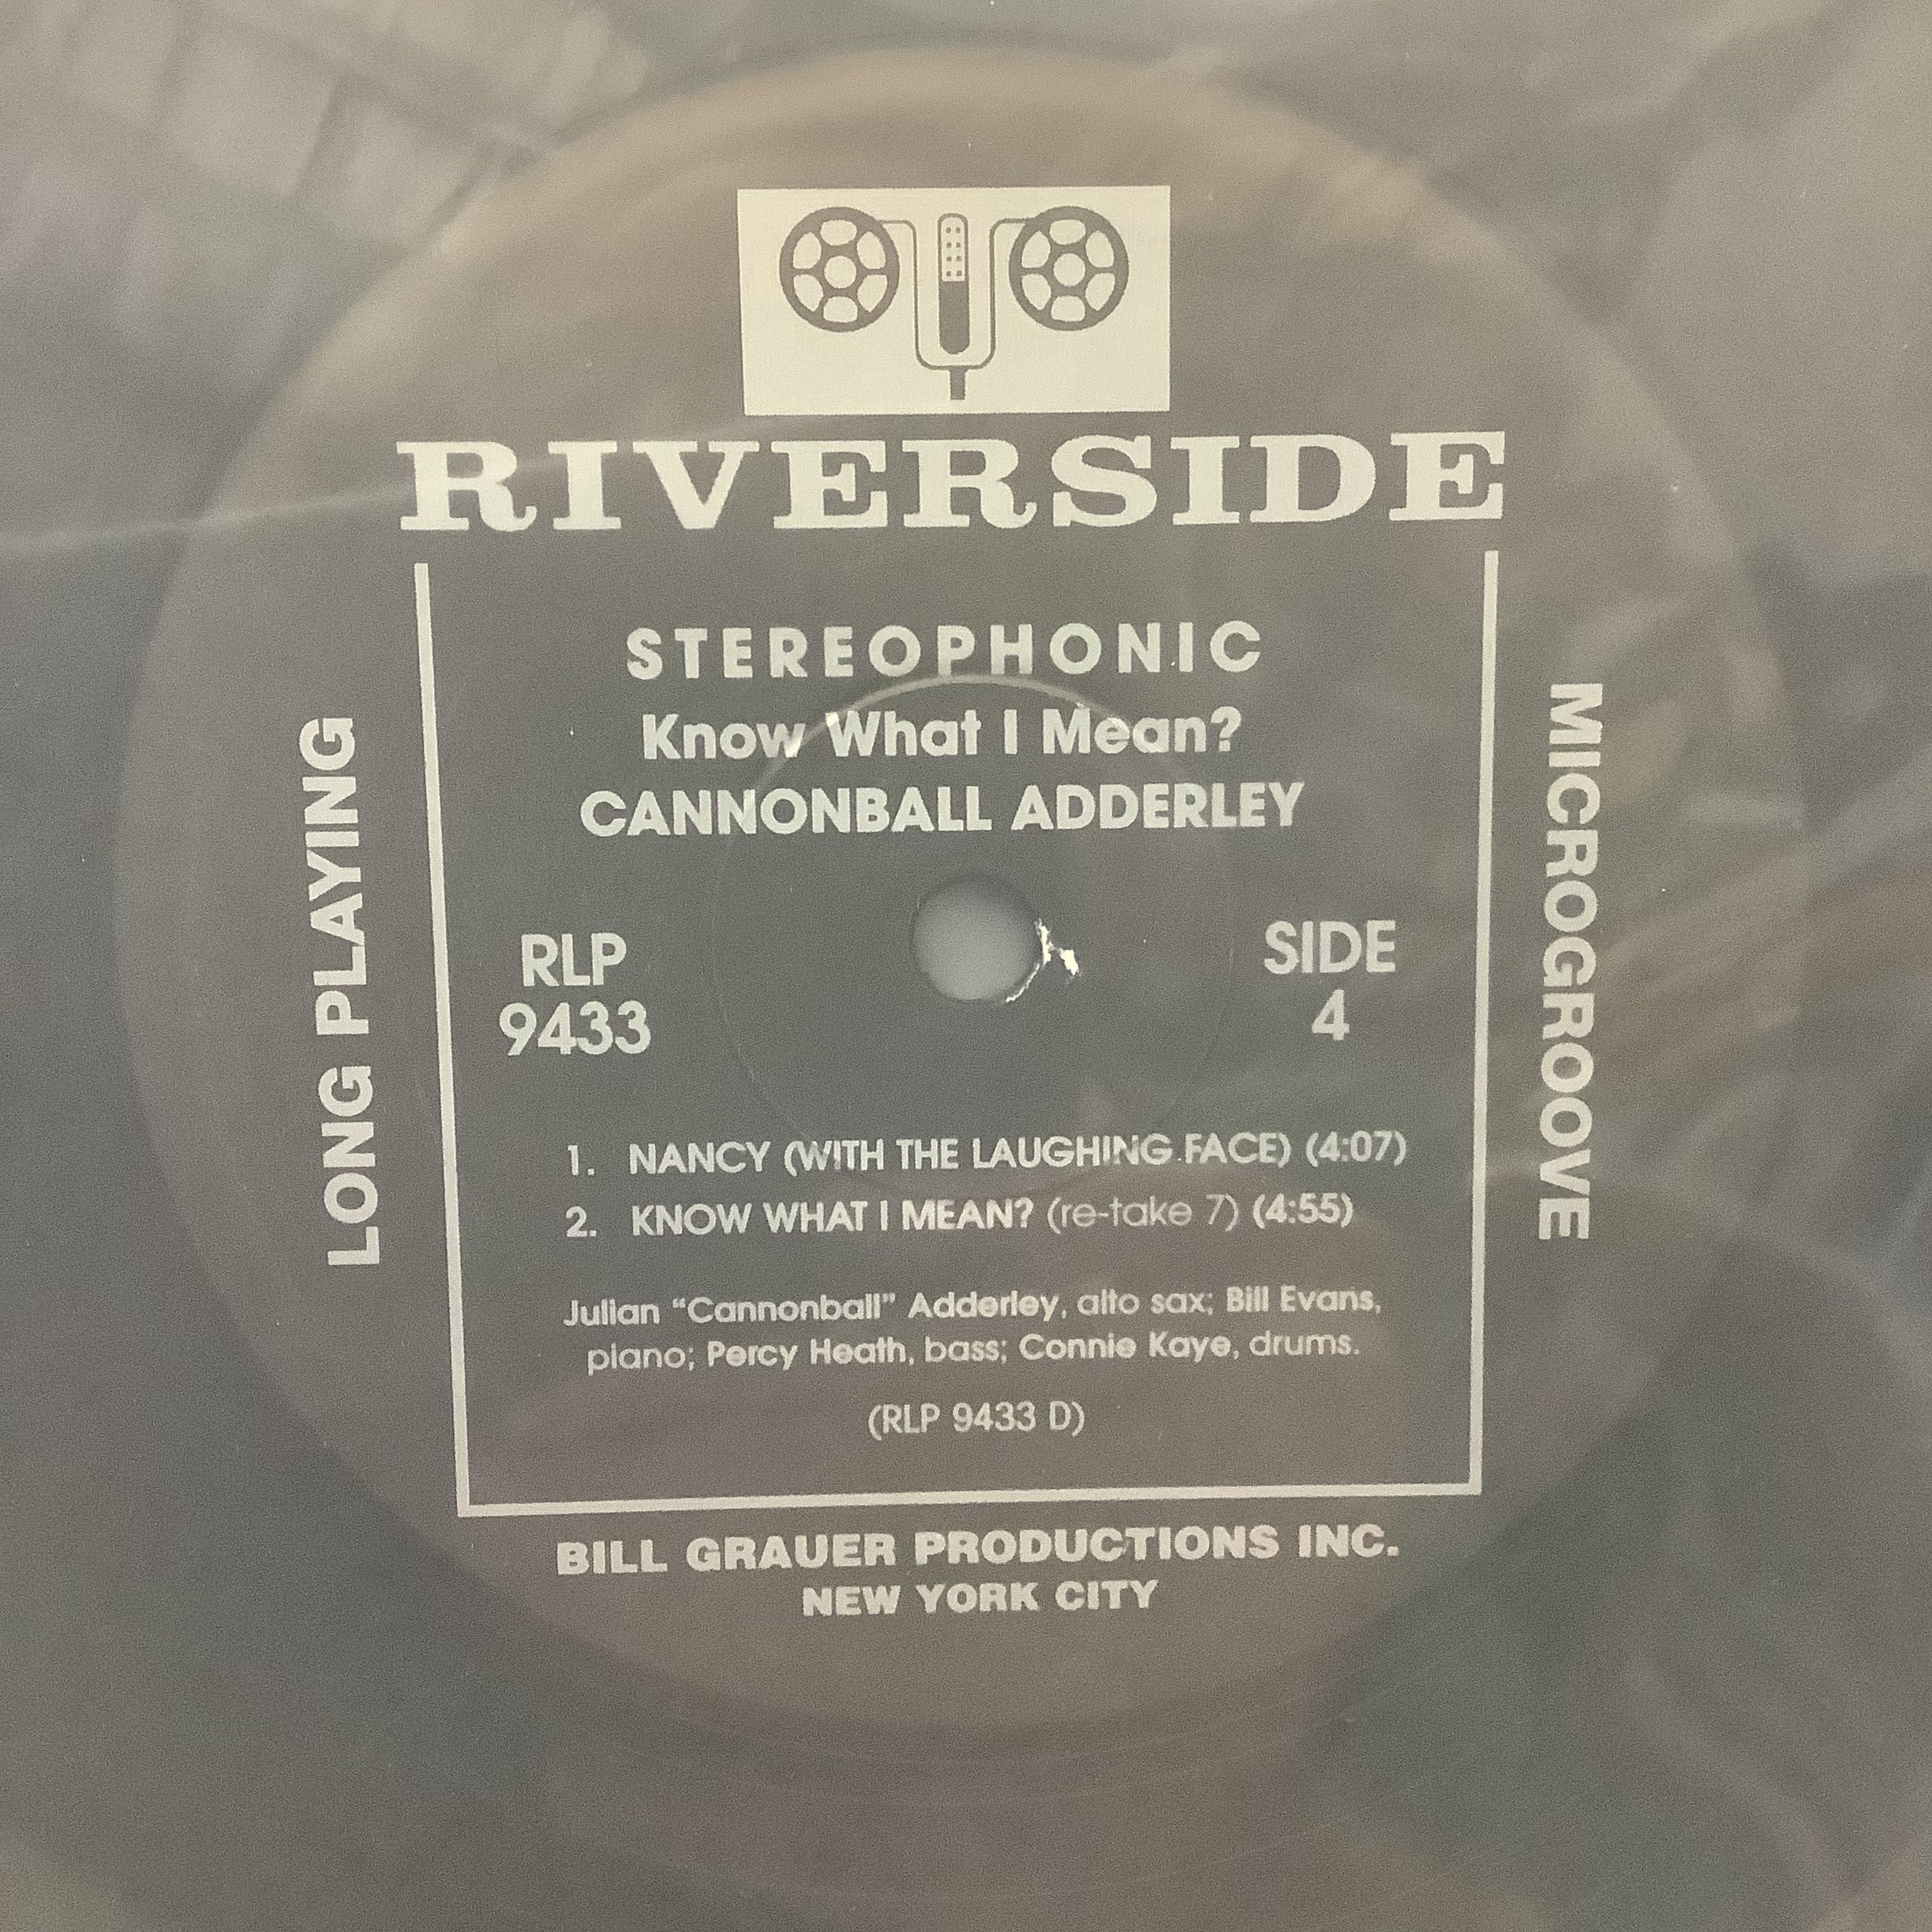 RIVERSIDE
STEREOPHONIC
Know What I Mean?
CANNONBALL ADDERLEY
LONG PLAYING
MICROGROOVE
RLP
9433
SIDE
4
1. NANCY (WITH THE LAUGHING FACE) (4:07)
2. KNOW WHAT I MEAN? (re-take 7) (4:55)
Julian “Cannonball” Adderley, alto sax; Bill Evans,
piano; Percy Heath, bass; Connie Kaye, drums.
(RLP 9433 D)
BILL GRAUER PRODUCTIONS INC.
NEW YORK CITY